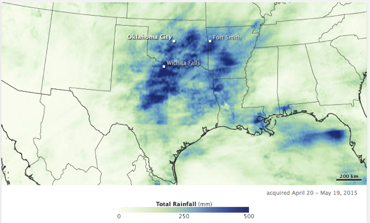 Oklahoma City
Fort Smith
Wichita Falls
200 km
acquired April 20 – May 19, 2015
Total Rainfall (mm)
0 250 500